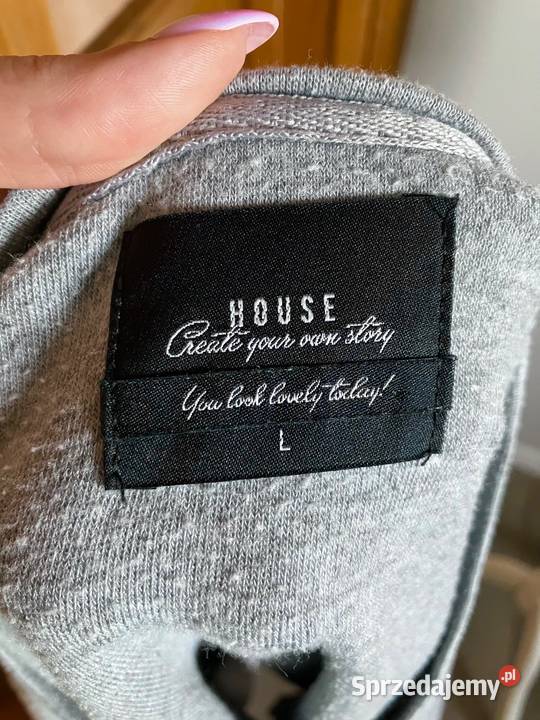 HOUSE
Create your own story
You look lovely today!
L
Sprzedajemy.pl